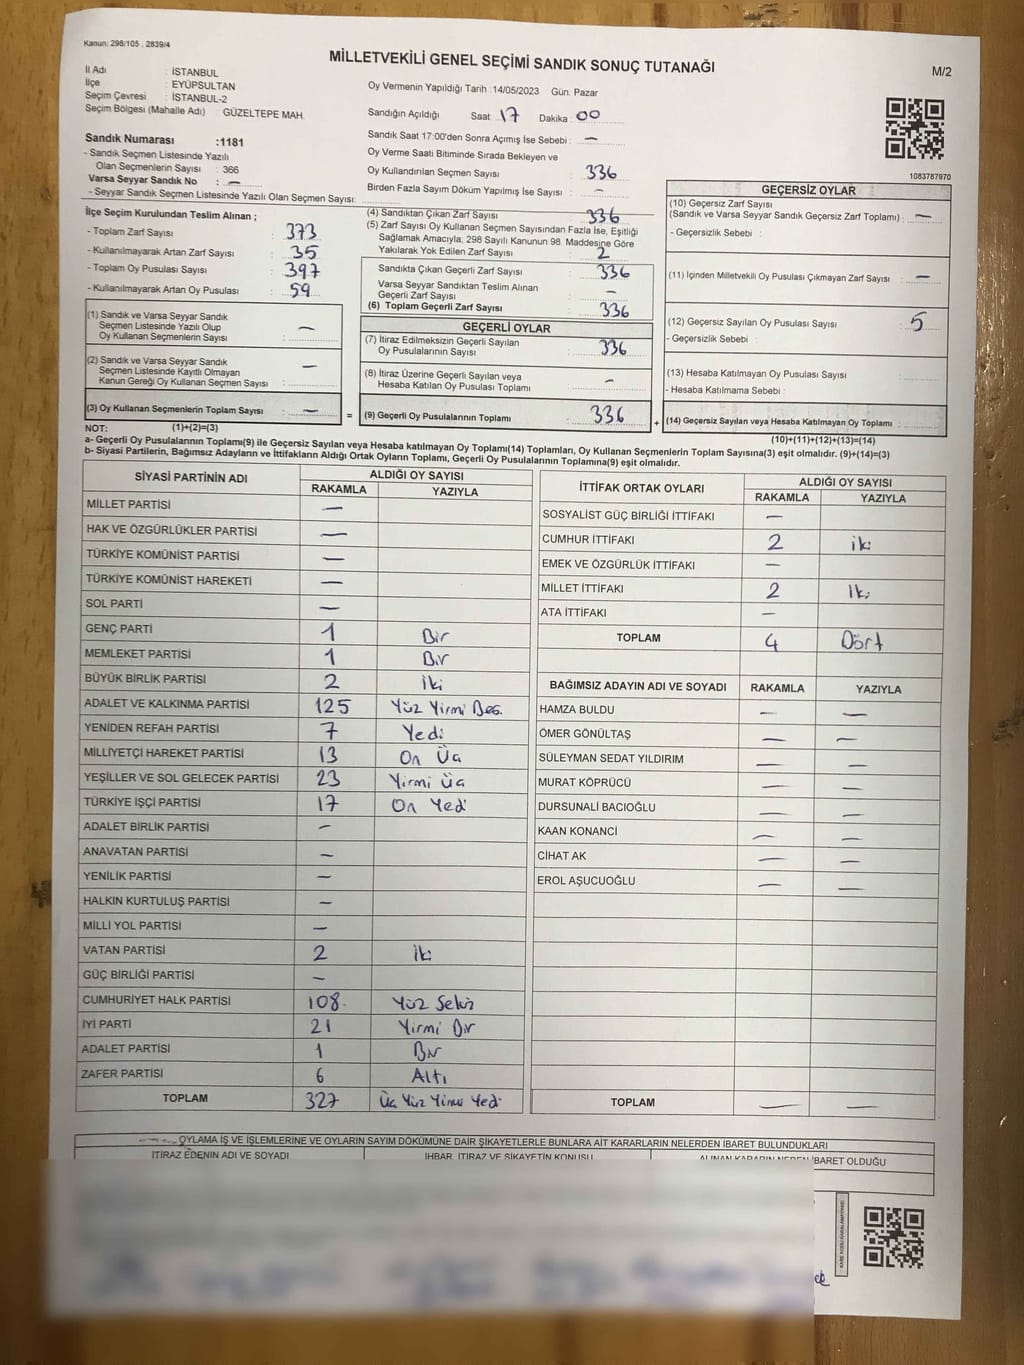 Kanun: 298/105 , 2839/4
MİLLETVEKİLİ GENEL SEÇİMİ SANDIK SONUÇ TUTANAĞI
M/2
İl Adı : İSTANBUL
İlçe : EYÜPSULTAN
Seçim Çevresi : İSTANBUL-2
Seçim Bölgesi (Mahalle Adı) : GÜZELTEPE MAH.
Oy Vermenin Yapıldığı Tarih :14/05/2023 Gün: Pazar
Sandığın Açıldığı Saat 17 Dakika : 00
Sandık Saat 17:00'den Sonra Açımış İse Sebebi : —
Oy Verme Saati Bitiminde Sırada Bekleyen ve
Oy Kullandırılan Seçmen Sayısı : 336
Birden Fazla Sayım Döküm Yapılmış İse Sayısı : —
Sandık Numarası :1181
- Sandık Seçmen Listesinde Yazılı
Olan Seçmenlerin Sayısı : 366
Varsa Seyyar Sandık No : —
- Seyyar Sandık Seçmen Listesinde Yazılı Olan Seçmen Sayısı:
1083787970
İlçe Seçim Kurulundan Teslim Alınan ;
- Toplam Zarf Sayısı : 373
- Kullanılmayarak Artan Zarf Sayısı : 35
- Toplam Oy Pusulası Sayısı : 397
- Kullanılmayarak Artan Oy Pusulası : 59
(1) Sandık ve Varsa Seyyar Sandık
Seçmen Listesinde Yazılı Olup
Oy Kullanan Seçmenlerin Sayısı : —
(2) Sandık ve Varsa Seyyar Sandık
Seçmen Listesinde Kayıtlı Olmayan
Kanun Gereği Oy Kullanan Seçmen Sayısı : —
(3) Oy Kullanan Seçmenlerin Toplam Sayısı : — =
(4) Sandıktan Çıkan Zarf Sayısı : 336
(5) Zarf Sayısı Oy Kullanan Seçmen Sayısından Fazla İse, Eşitliği
Sağlamak Amacıyla; 298 Sayılı Kanunun 98. Maddesine Göre
Yakılarak Yok Edilen Zarf Sayısı : 2
Sandıkta Çıkan Geçerli Zarf Sayısı : 336
Varsa Seyyar Sandıktan Teslim Alınan
Geçerli Zarf Sayısı : —
(6) Toplam Geçerli Zarf Sayısı : 336
GEÇERLİ OYLAR
(7) İtiraz Edilmeksizin Geçerli Sayılan
Oy Pusulalarının Sayısı : 336
(8) İtiraz Üzerine Geçerli Sayılan veya
Hesaba Katılan Oy Pusulası Toplamı : —
(9) Geçerli Oy Pusulalarının Toplamı : 336 +
GEÇERSİZ OYLAR
(10) Geçersiz Zarf Sayısı
(Sandık ve Varsa Seyyar Sandık Geçersiz Zarf Toplamı) : —
- Geçersizlik Sebebi :
(11) İçinden Milletvekili Oy Pusulası Çıkmayan Zarf Sayısı : —
(12) Geçersiz Sayılan Oy Pusulası Sayısı : 5
- Geçersizlik Sebebi :
(13) Hesaba Katılmayan Oy Pusulası Sayısı :
- Hesaba Katılmama Sebebi :
(14) Geçersiz Sayılan veya Hesaba Katılmayan Oy Toplamı :
NOT: (1)+(2)=(3) (10)+(11)+(12)+(13)=(14)
a- Geçerli Oy Pusulalarının Toplamı(9) ile Geçersiz Sayılan veya Hesaba katılmayan Oy Toplamı(14) Toplamları, Oy Kullanan Seçmenlerin Toplam Sayısına(3) eşit olmalıdır. (9)+(14)=(3)
b- Siyasi Partilerin, Bağımsız Adayların ve İttifakların Aldığı Ortak Oyların Toplamı, Geçerli Oy Pusulalarının Toplamına(9) eşit olmalıdır.
SİYASİ PARTİNİN ADI ALDIĞI OY SAYISI
RAKAMLA YAZIYLA
MİLLET PARTİSİ —
HAK VE ÖZGÜRLÜKLER PARTİSİ —
TÜRKİYE KOMÜNİST PARTİSİ —
TÜRKİYE KOMÜNİST HAREKETİ —
SOL PARTİ —
GENÇ PARTİ 1 Bir
MEMLEKET PARTİSİ 1 Bir
BÜYÜK BİRLİK PARTİSİ 2 İki
ADALET VE KALKINMA PARTİSİ 125 Yüz Yirmi Beş.
YENİDEN REFAH PARTİSİ 7 Yedi
MİLLİYETÇİ HAREKET PARTİSİ 13 On Üç
YEŞİLLER VE SOL GELECEK PARTİSİ 23 Yirmi Üç
TÜRKİYE İŞÇİ PARTİSİ 17 On Yedi
ADALET BİRLİK PARTİSİ —
ANAVATAN PARTİSİ —
YENİLİK PARTİSİ —
HALKIN KURTULUŞ PARTİSİ —
MİLLİ YOL PARTİSİ —
VATAN PARTİSİ 2 İki
GÜÇ BİRLİĞİ PARTİSİ —
CUMHURİYET HALK PARTİSİ 108 Yüz Sekiz
İYİ PARTİ 21 Yirmi Bir
ADALET PARTİSİ 1 Bir
ZAFER PARTİSİ 6 Altı
TOPLAM 327 Üç Yüz Yirmi Yedi
İTTİFAK ORTAK OYLARI ALDIĞI OY SAYISI
RAKAMLA YAZIYLA
SOSYALİST GÜÇ BİRLİĞİ İTTİFAKI —
CUMHUR İTTİFAKI 2 iki
EMEK VE ÖZGÜRLÜK İTTİFAKI —
MİLLET İTTİFAKI 2 İki
ATA İTTİFAKI —
TOPLAM 4 Dört
BAĞIMSIZ ADAYIN ADI VE SOYADI RAKAMLA YAZIYLA
HAMZA BULDU — —
ÖMER GÖNÜLTAŞ — —
SÜLEYMAN SEDAT YILDIRIM — —
MURAT KÖPRÜCÜ — —
DURSUNALİ BACIOĞLU — —
KAAN KONANCİ — —
CİHAT AK — —
EROL AŞUCUOĞLU — —
TOPLAM — —
OYLAMA İŞ VE İŞLEMLERİNE VE OYLARIN SAYIM DÖKÜMÜNE DAİR ŞİKAYETLERLE BUNLARA AİT KARARLARIN NELERDEN İBARET BULUNDUKLARI
İTİRAZ EDENİN ADI VE SOYADI İHBAR, İTİRAZ VE ŞİKAYETİN KONUSU ALINAN KARARIN NEDEN İBARET OLDUĞU